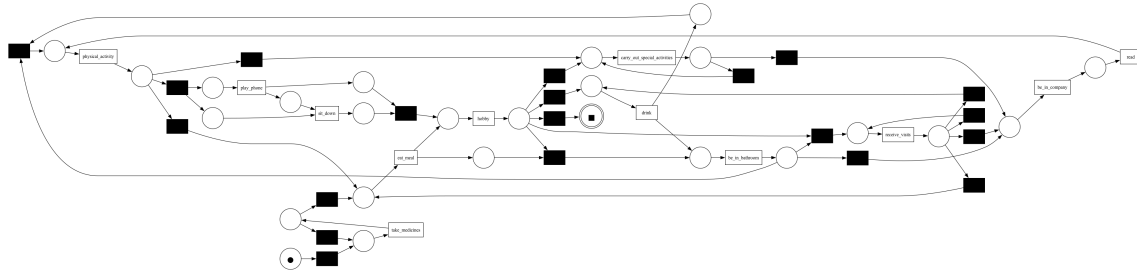 physical_activity
play_phone
sit_down
eat_meal
take_medicines
hobby
carry_out_special_activities
drink
be_in_bathroom
receive_visits
be_in_company
read